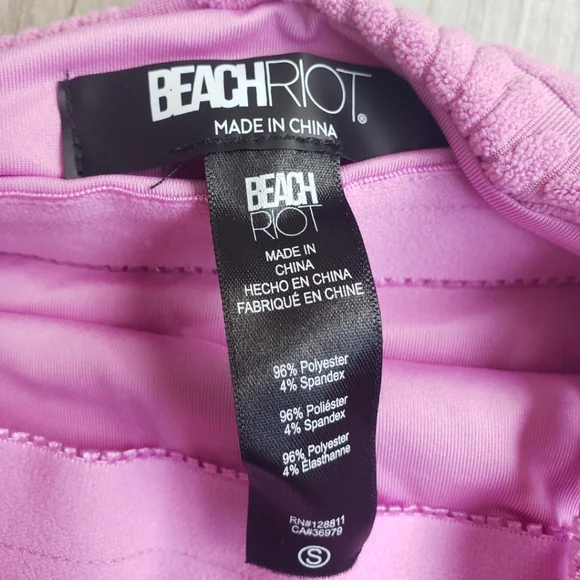 BEACHRIOT®
MADE IN CHINA
BEACH
RIOT
MADE IN
CHINA
HECHO EN CHINA
FABRIQUÉ EN CHINE
96% Polyester
4% Spandex
96% Poliéster
4% Spandex
96% Polyester
4% Élasthanne
RN#128811
CA#36979
S